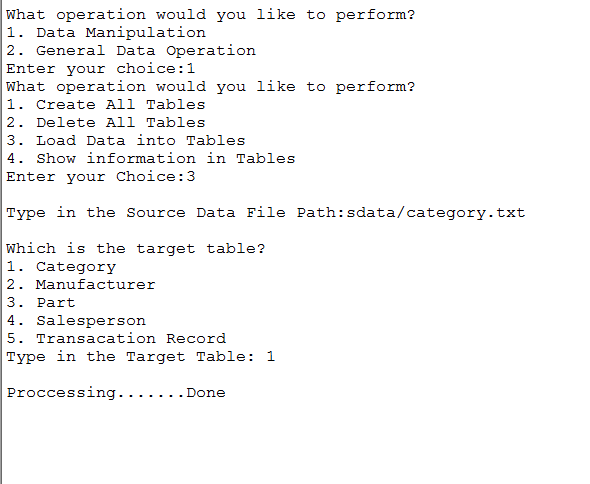 What operation would you like to perform?
1. Data Manipulation
2. General Data Operation
Enter your choice:1
What operation would you like to perform?
1. Create All Tables
2. Delete All Tables
3. Load Data into Tables
4. Show information in Tables
Enter your Choice:3
Type in the Source Data File Path:sdata/category.txt
Which is the target table?
1. Category
2. Manufacturer
3. Part
4. Salesperson
5. Transacation Record
Type in the Target Table: 1
Proccessing.......Done